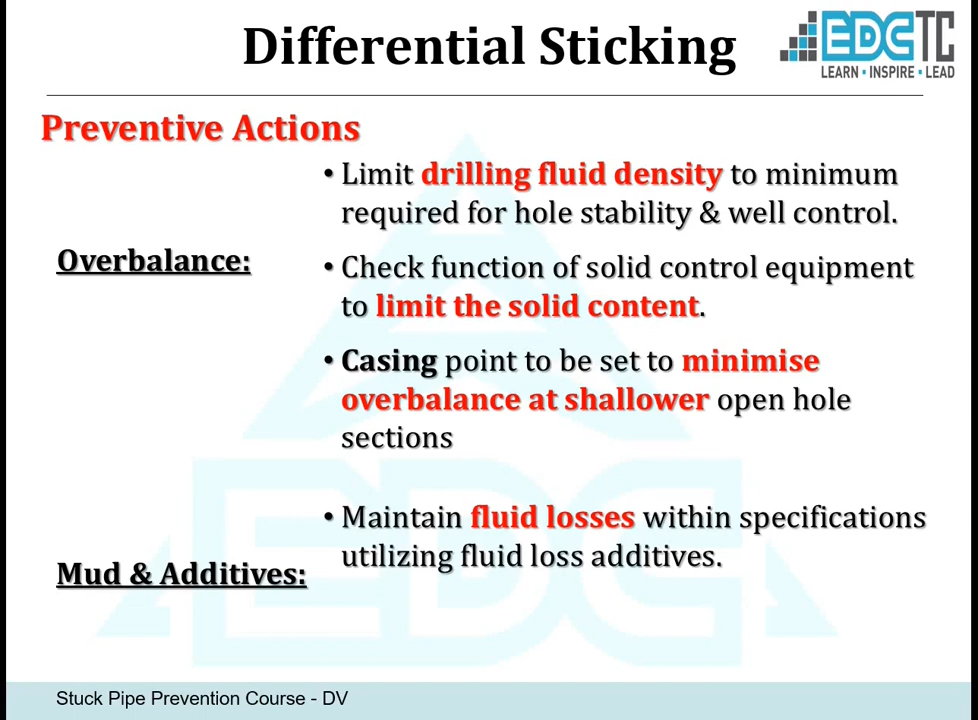 Differential Sticking
EDC TC
LEARN · INSPIRE · LEAD
Preventive Actions
Overbalance:
• Limit drilling fluid density to minimum
required for hole stability & well control.
• Check function of solid control equipment
to limit the solid content.
• Casing point to be set to minimise
overbalance at shallower open hole
sections
Mud & Additives:
• Maintain fluid losses within specifications
utilizing fluid loss additives.
EDC
Stuck Pipe Prevention Course - DV